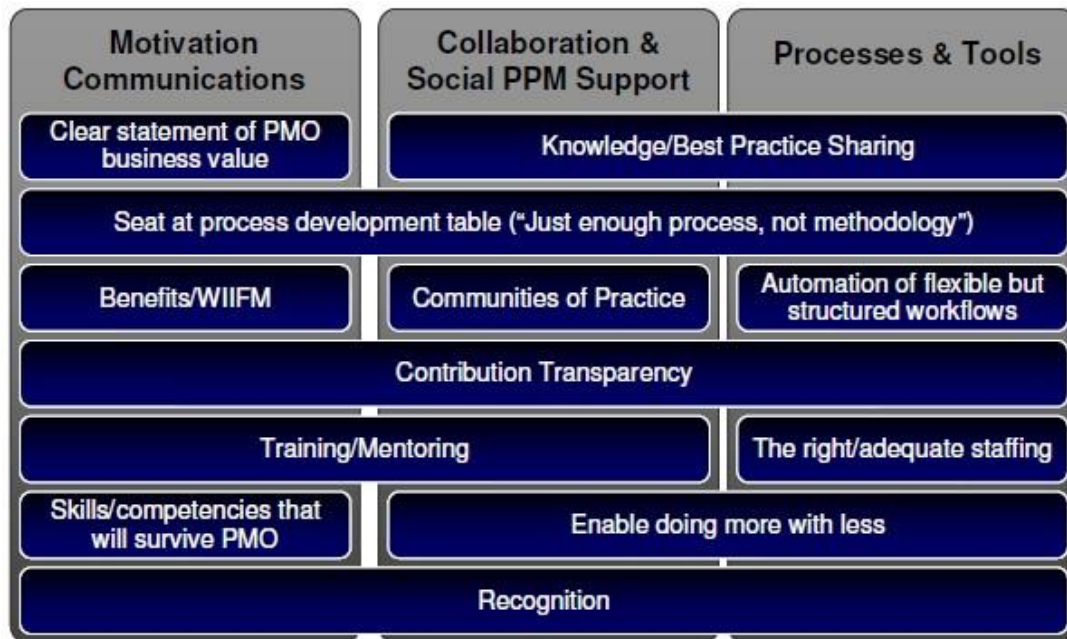 Motivation
Communications
Collaboration &
Social PPM Support
Processes & Tools
Clear statement of PMO
business value
Knowledge/Best Practice Sharing
Seat at process development table (“Just enough process, not methodology”)
Benefits/WIIFM
Communities of Practice
Automation of flexible but
structured workflows
Contribution Transparency
Training/Mentoring
The right/adequate staffing
Skills/competencies that
will survive PMO
Enable doing more with less
Recognition